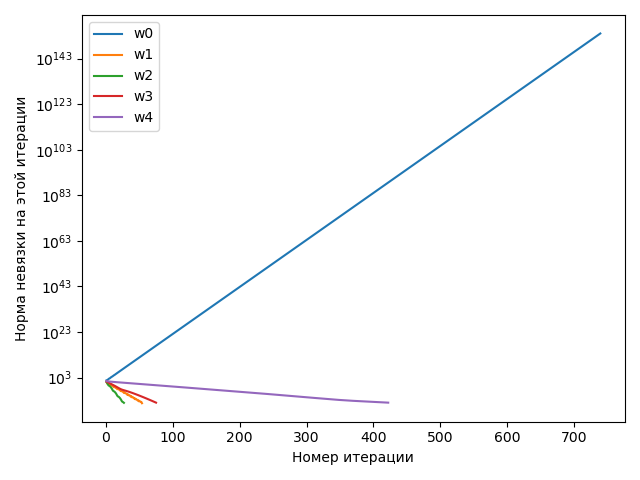 w0
w1
w2
w3
w4
10^143
10^123
10^103
10^83
10^63
10^43
10^23
10^3
Норма невязки на этой итерации
0 100 200 300 400 500 600 700
Номер итерации